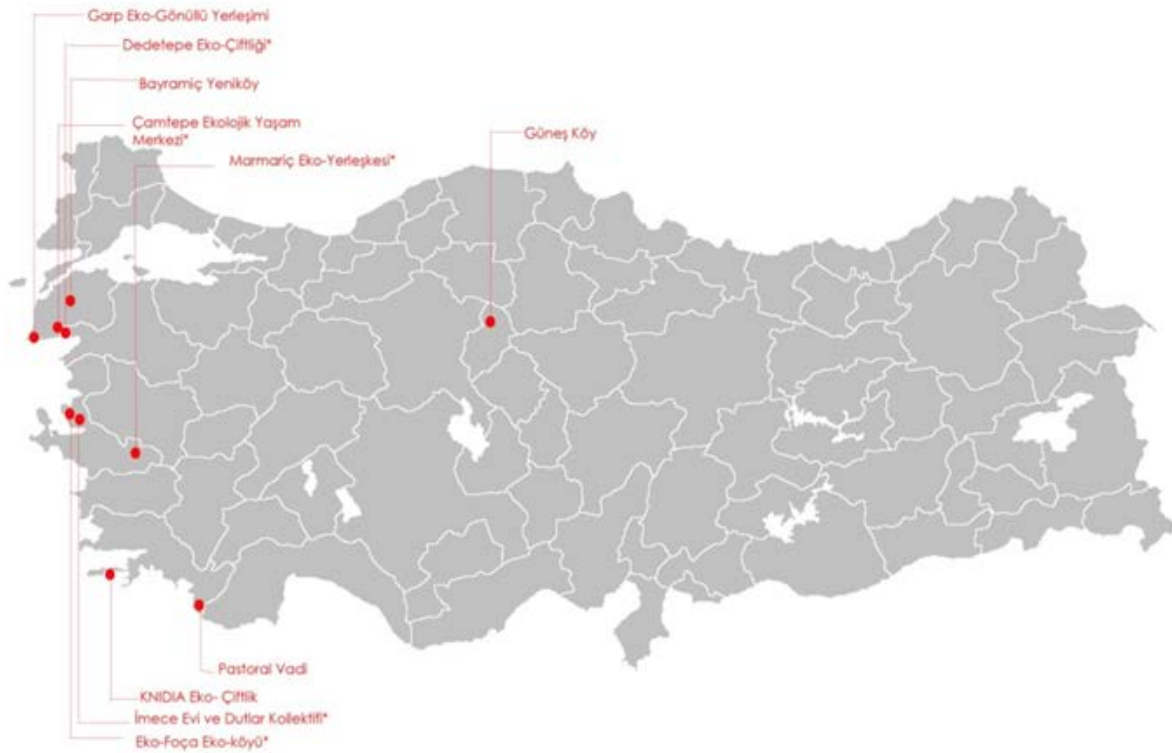 Garp Eko-Gönüllü Yerleşimi
Dedetepe Eko-Çiftliği*
Bayramiç Yeniköy
Çamtepe Ekolojik Yaşam
Merkezi*
Marmariç Eko-Yerleşkesi*
Güneş Köy
Pastoral Vadi
KNIDIA Eko- Çiftlik
İmece Evi ve Dutlar Kollektifi*
Eko-Foça Eko-köyü*